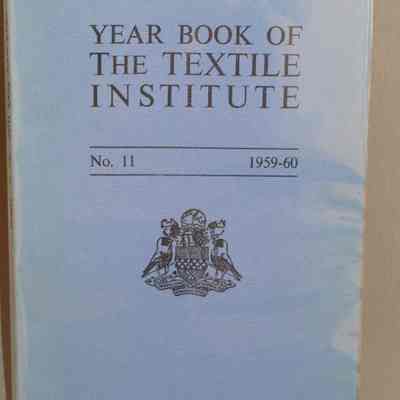 YEAR BOOK OF
THE TEXTILE
INSTITUTE
No. 11 1959-60